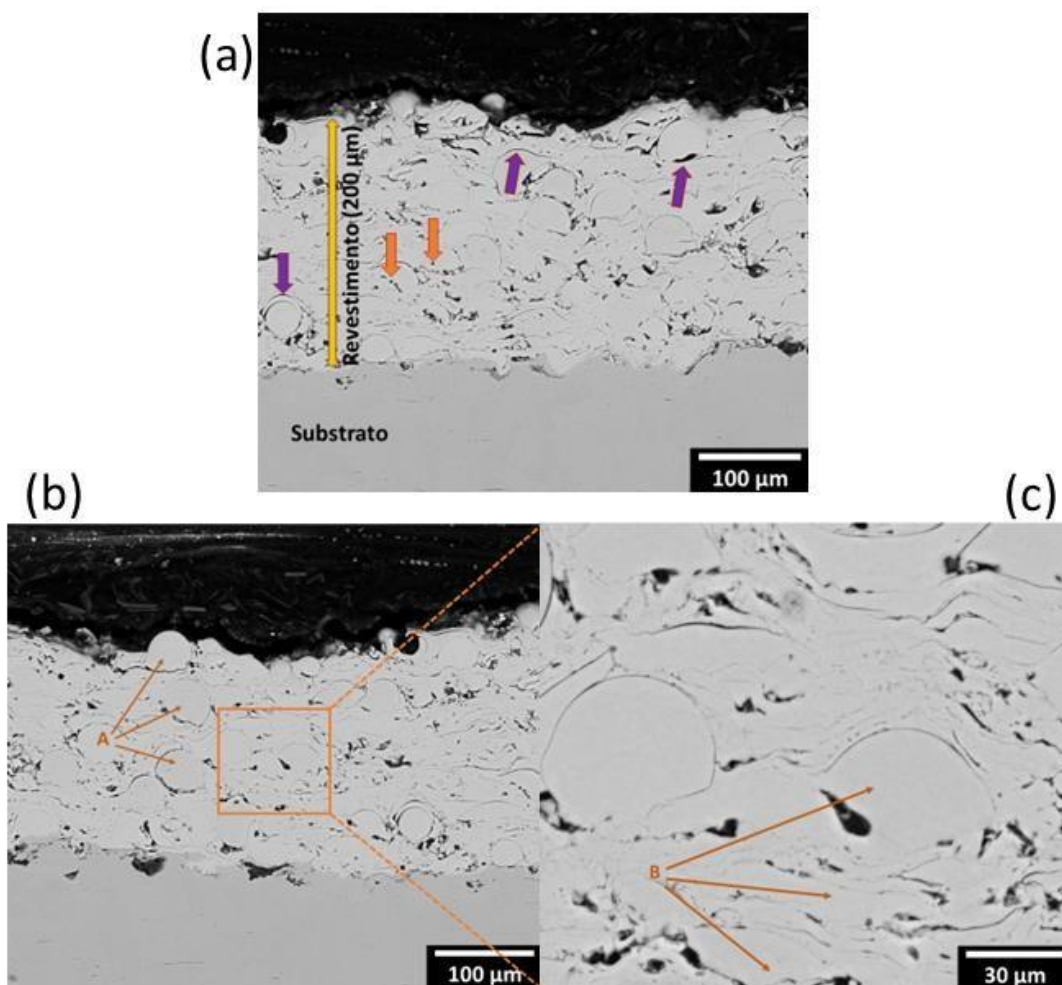 (a)
Revestimento (200 μm)
Substrato
100 μm
(b)
(c)
A
100 μm
B
30 μm